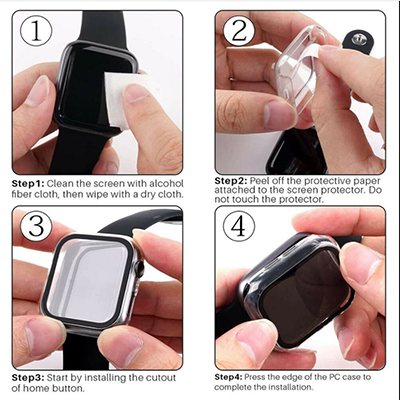 1
Step1: Clean the screen with alcohol
fiber cloth, then wipe with a dry cloth.
2
Step2: Peel off the protective paper
attached to the screen protector. Do
not touch the protector.
3
Step3: Start by installing the cutout
of home button.
4
Step4: Press the edge of the PC case to
complete the installation.